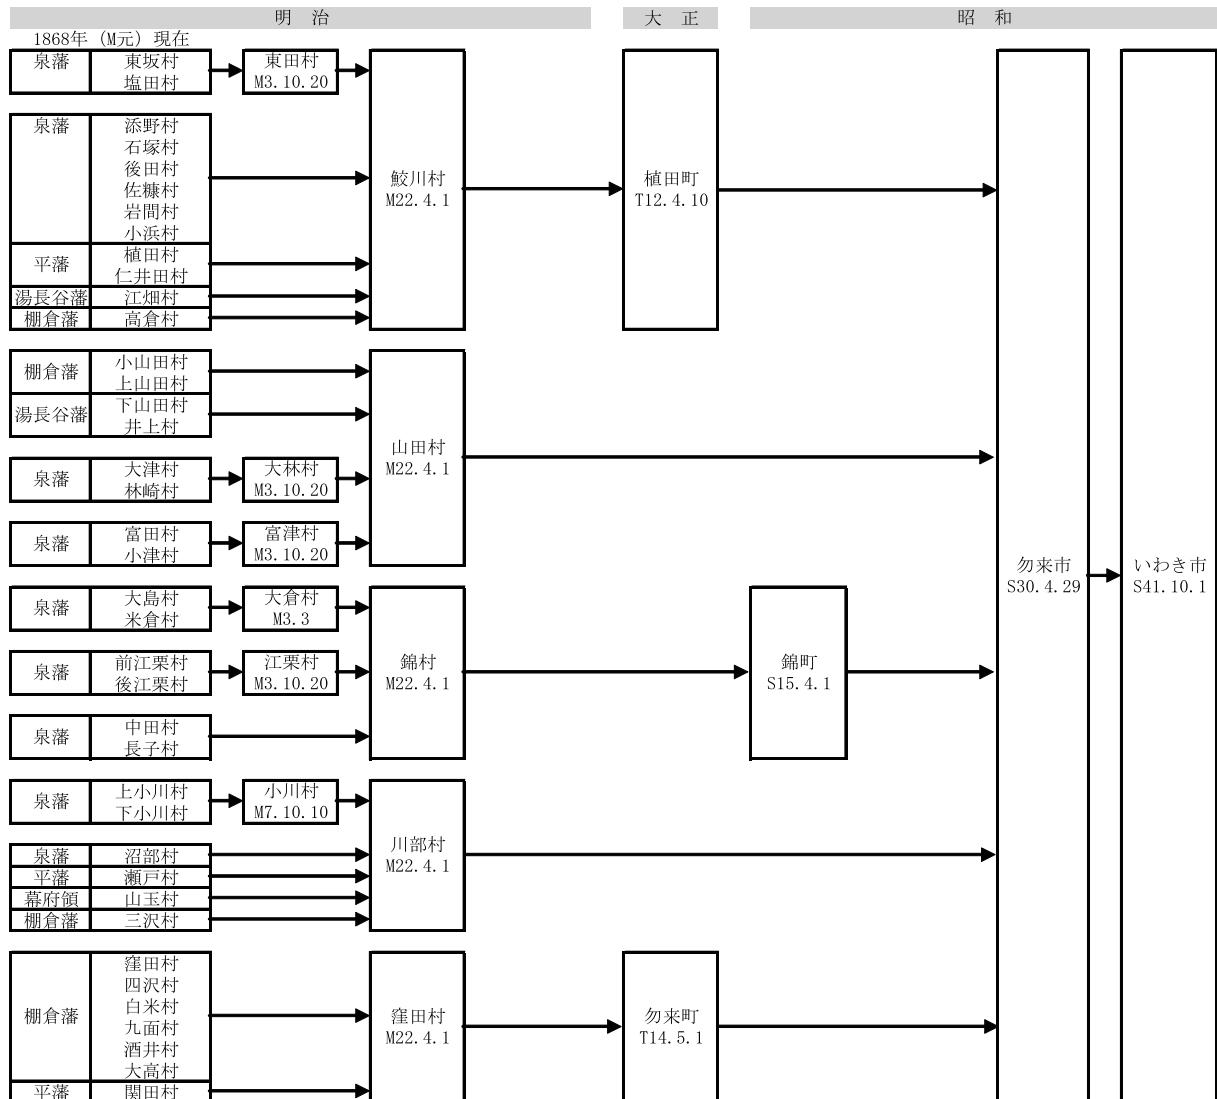 明 治
大 正
昭 和
1868年（M元）現在
泉藩
東坂村
塩田村
東田村
M3.10.20
泉藩
添野村
石塚村
後田村
佐糠村
岩間村
小浜村
平藩
植田村
仁井田村
湯長谷藩
江畑村
棚倉藩
高倉村
鮫川村
M22.4.1
植田町
T12.4.10
棚倉藩
小山田村
上山田村
湯長谷藩
下山田村
井上村
泉藩
大津村
林崎村
大林村
M3.10.20
泉藩
富田村
小津村
富津村
M3.10.20
山田村
M22.4.1
泉藩
大島村
米倉村
大倉村
M3.3
泉藩
前江栗村
後江栗村
江栗村
M3.10.20
泉藩
中田村
長子村
錦村
M22.4.1
錦町
S15.4.1
泉藩
上小川村
下小川村
小川村
M7.10.10
泉藩
沼部村
平藩
瀬戸村
幕府領
山玉村
棚倉藩
三沢村
川部村
M22.4.1
棚倉藩
窪田村
四沢村
白米村
九面村
酒井村
大高村
平藩
関田村
窪田村
M22.4.1
勿来町
T14.5.1
勿来市
S30.4.29
いわき市
S41.10.1